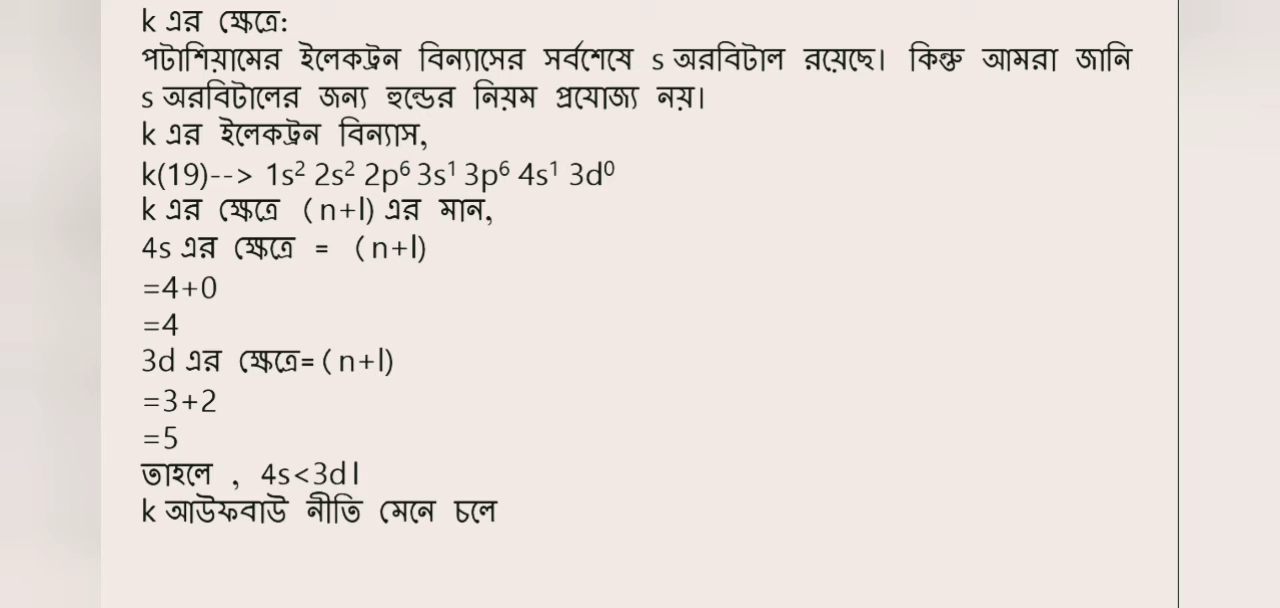 k এর ক্ষেত্রে:
পটাশিয়ামের ইলেকট্রন বিন্যাসের সর্বশেষে s অরবিটাল রয়েছে। কিন্তু আমরা জানি
s অরবিটালের জন্য হুন্ডের নিয়ম প্রযোজ্য নয়।
k এর ইলেকট্রন বিন্যাস,
k(19)--> 1s² 2s² 2p⁶ 3s¹ 3p⁶ 4s¹ 3d⁰
k এর ক্ষেত্রে (n+l) এর মান,
4s এর ক্ষেত্রে = (n+l)
=4+0
=4
3d এর ক্ষেত্রে= (n+l)
=3+2
=5
তাহলে , 4s<3d।
k আউফবাউ নীতি মেনে চলে